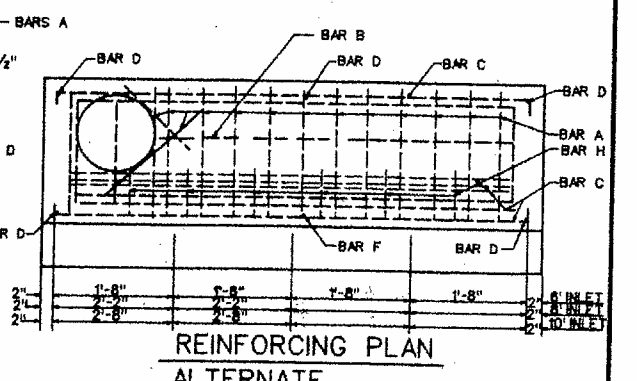 BARS A
/2"
BAR D
BAR B
BAR D
BAR C
BAR D
BAR A
D
BAR H
BAR C
R D
BAR F
BAR D
2" 1'-8" 1'-8" 1'-8" 1'-8" 2" 6' INLET
2" 2'-2" 2'-2" 2" 8' INLET
2" 2'-8" 2'-8" 2" 10' INLET
REINFORCING PLAN
ALTERNATE